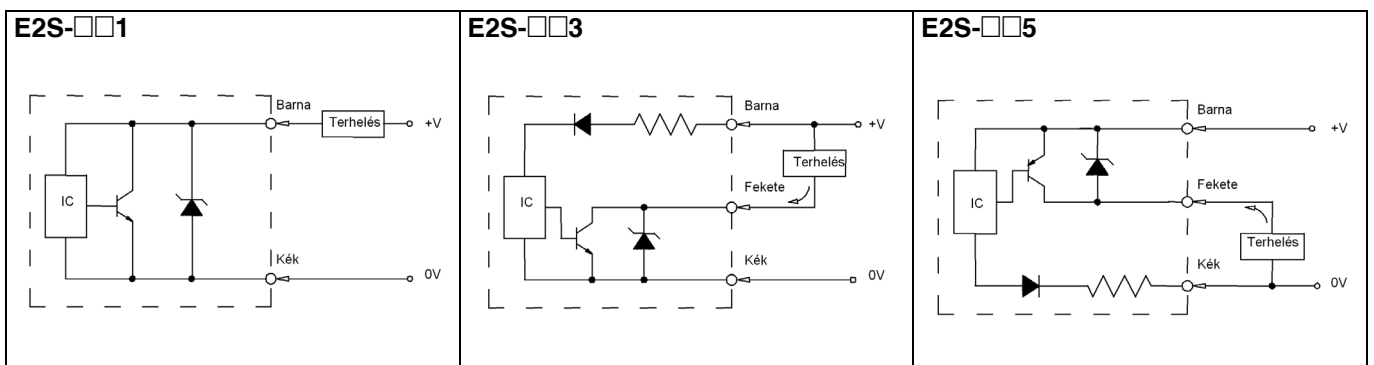 E2S-□□1
Barna
Terhelés
+V
IC
Kék
0V
E2S-□□3
Barna
+V
Terhelés
Fekete
IC
Kék
0V
E2S-□□5
Barna
+V
Fekete
IC
Terhelés
Kék
0V